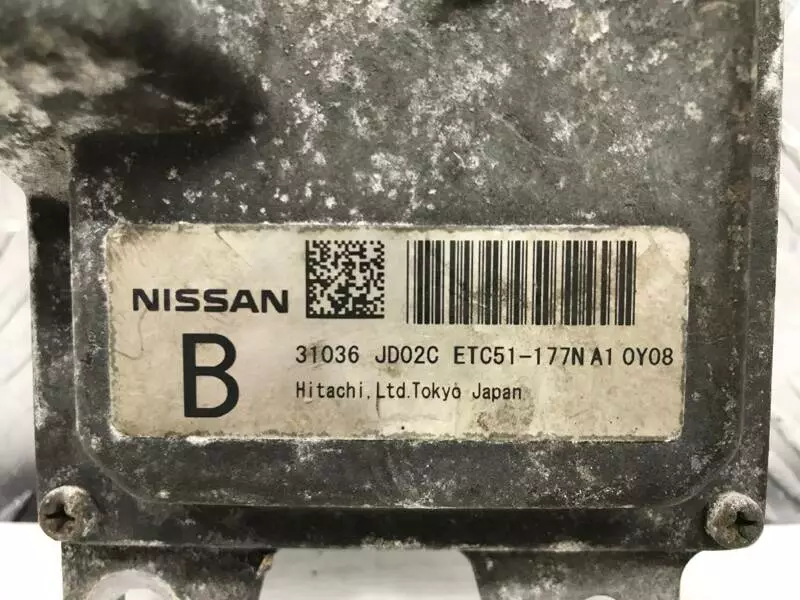 NISSAN
B
31036 JD02C ETC51-177N A1 0Y08
Hitachi,Ltd.Tokyo Japan